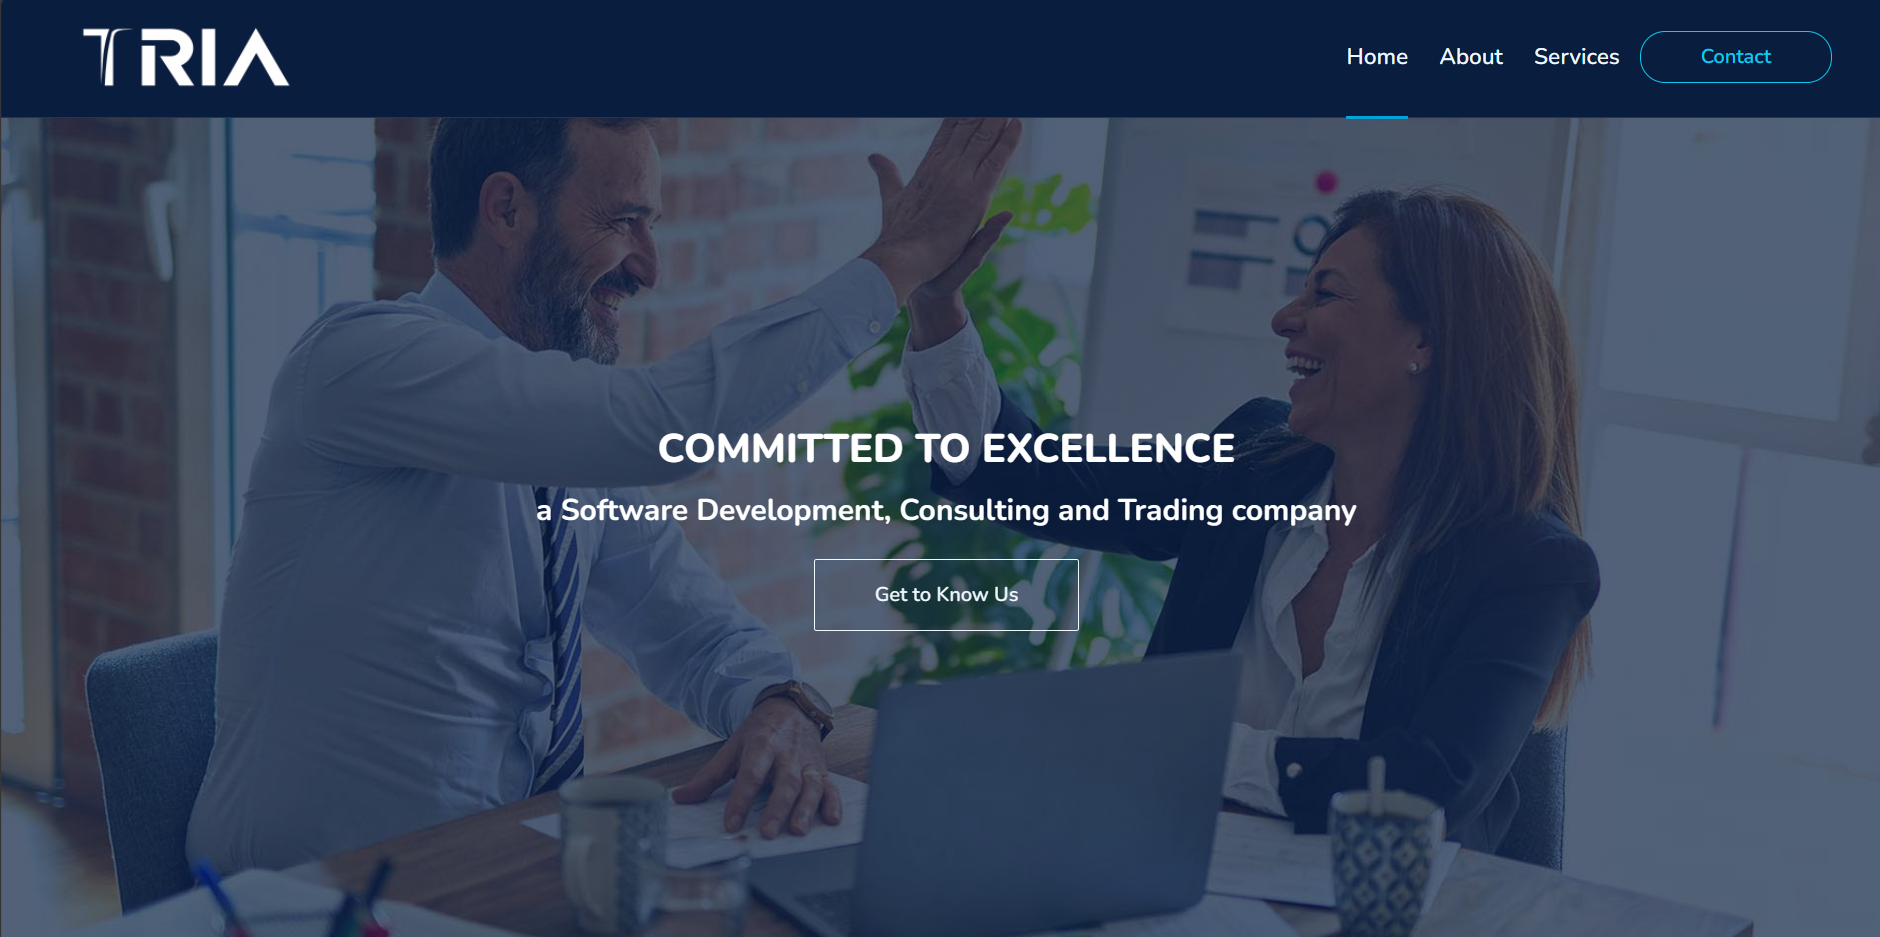 TRIA
Home About Services Contact
COMMITTED TO EXCELLENCE
a Software Development, Consulting and Trading company
Get to Know Us